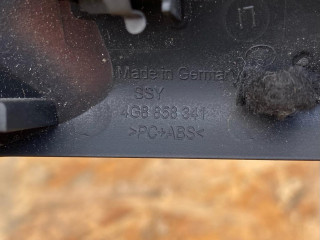 Made in Germany
SSY
4G8 858 341
>PC+ABS<